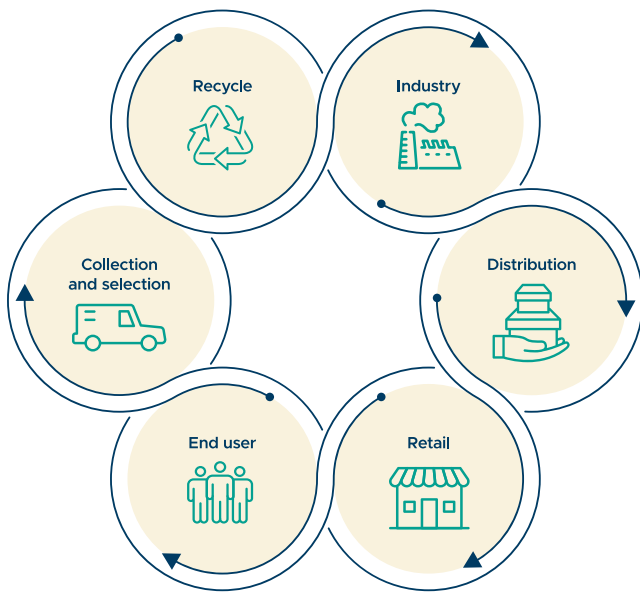 Recycle
Industry
Collection
and selection
Distribution
End user
Retail